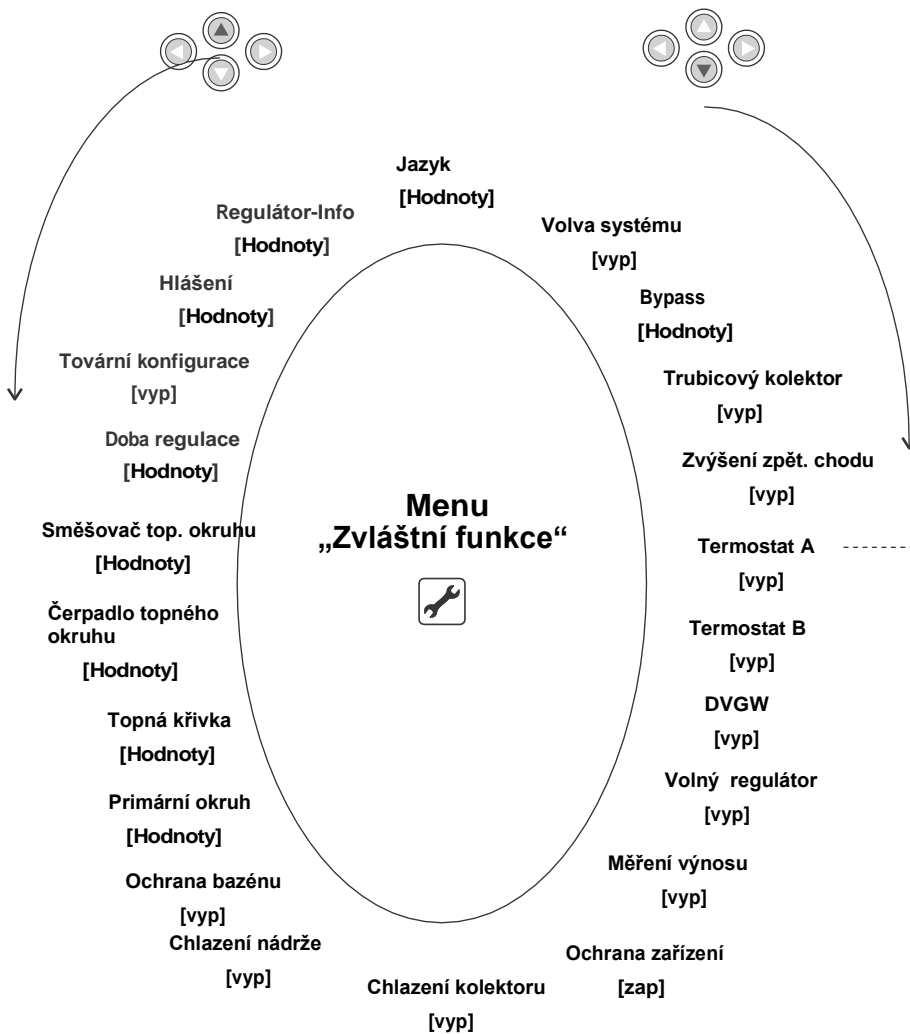 Jazyk
[Hodnoty]
Volva systému
[vyp]
Bypass
[Hodnoty]
Trubicový kolektor
[vyp]
Zvýšení zpět. chodu
[vyp]
Termostat A
[vyp]
Termostat B
[vyp]
DVGW
[vyp]
Volný regulátor
[vyp]
Měření výnosu
[vyp]
Ochrana zařízení
[zap]
Chlazení kolektoru
[vyp]
Chlazení nádrže
[vyp]
Ochrana bazénu
[vyp]
Primární okruh
[Hodnoty]
Topná křivka
[Hodnoty]
Čerpadlo topného
okruhu
[Hodnoty]
Směšovač top. okruhu
[Hodnoty]
Doba regulace
[Hodnoty]
Tovární konfigurace
[vyp]
Hlášení
[Hodnoty]
Regulátor-Info
[Hodnoty]
Menu
„Zvláštní funkce“